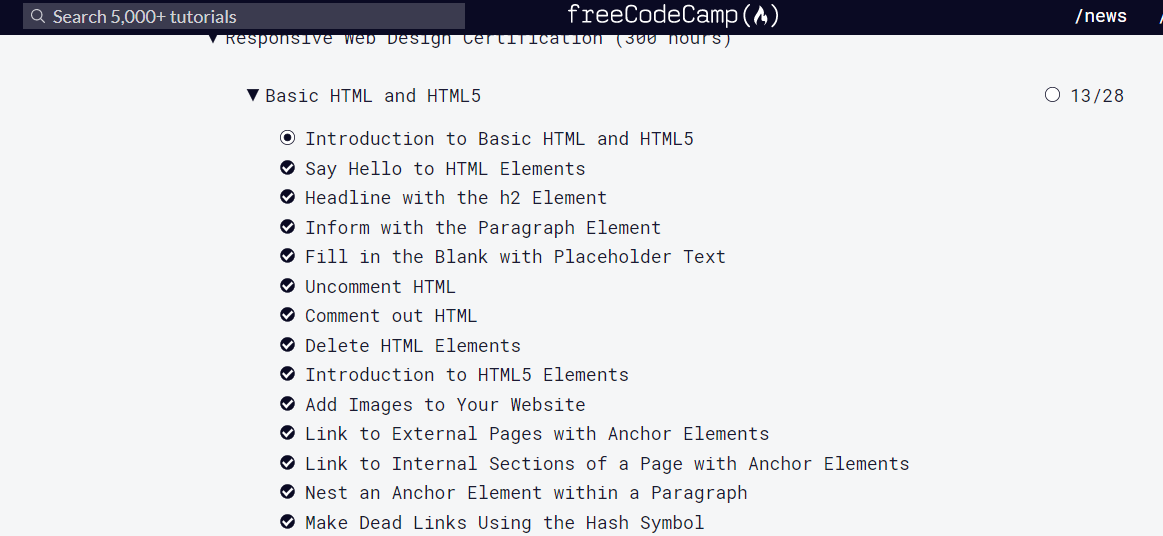 Search 5,000+ tutorials
freeCodeCamp(🔥)
/news
Responsive Web Design Certification (300 hours)
Basic HTML and HTML5
13/28
Introduction to Basic HTML and HTML5
Say Hello to HTML Elements
Headline with the h2 Element
Inform with the Paragraph Element
Fill in the Blank with Placeholder Text
Uncomment HTML
Comment out HTML
Delete HTML Elements
Introduction to HTML5 Elements
Add Images to Your Website
Link to External Pages with Anchor Elements
Link to Internal Sections of a Page with Anchor Elements
Nest an Anchor Element within a Paragraph
Make Dead Links Using the Hash Symbol